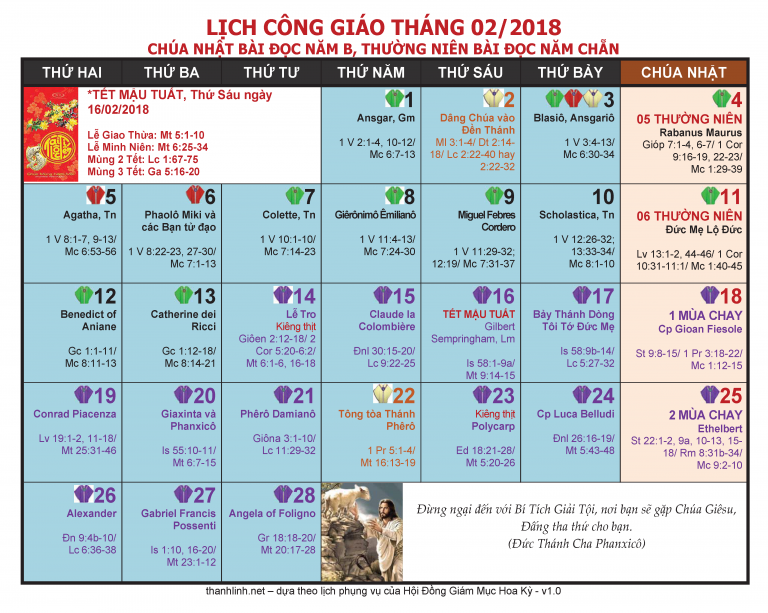 LỊCH CÔNG GIÁO THÁNG 02/2018
CHÚA NHẬT BÀI ĐỌC NĂM B, THƯỜNG NIÊN BÀI ĐỌC NĂM CHẴN
THỨ HAI THỨ BA THỨ TƯ THỨ NĂM THỨ SÁU THỨ BẢY CHÚA NHẬT
*TẾT MẬU TUẤT, Thứ Sáu ngày
16/02/2018
Lễ Giao Thừa: Mt 5:1-10
Lễ Minh Niên: Mt 6:25-34
Mùng 2 Tết: Lc 1:67-75
Mùng 3 Tết: Ga 5:16-20
1
Ansgar, Gm
1 V 2:1-4, 10-12/
Mc 6:7-13
2
Dâng Chúa vào
Đền Thánh
Ml 3:1-4/ Dt 2:14-
18/ Lc 2:22-40 hay
2:22-32
3
Blasiô, Ansgariô
1 V 3:4-13/
Mc 6:30-34
4
05 THƯỜNG NIÊN
Rabanus Maurus
Gióp 7:1-4, 6-7/ 1 Cor
9:16-19, 22-23/
Mc 1:29-39
5
Agatha, Tn
1 V 8:1-7, 9-13/
Mc 6:53-56
6
Phaolô Miki và
các Bạn tử đạo
1 V 8:22-23, 27-30/
Mc 7:1-13
7
Colette, Tn
1 V 10:1-10/
Mc 7:14-23
8
Giêrônimô Êmilianô
1 V 11:4-13/
Mc 7:24-30
9
Miguel Febres
Cordero
1 V 11:29-32;
12:19/ Mc 7:31-37
10
Scholastica, Tn
1 V 12:26-32;
13:33-34/
Mc 8:1-10
11
06 THƯỜNG NIÊN
Đức Mẹ Lộ Đức
Lv 13:1-2, 44-46/ 1 Cor
10:31-11:1/ Mc 1:40-45
12
Benedict of
Aniane
Gc 1:1-11/
Mc 8:11-13
13
Catherine dei
Ricci
Gc 1:12-18/
Mc 8:14-21
14
Lễ Tro
Kiêng thịt
Giôen 2:12-18/ 2
Cor 5:20-6:2/
Mt 6:1-6, 16-18
15
Claude la
Colombière
Đnl 30:15-20/
Lc 9:22-25
16
TẾT MẬU TUẤT
Gilbert
Sempringham, Lm
Is 58:1-9a/
Mt 9:14-15
17
Bảy Thánh Dòng
Tôi Tớ Đức Mẹ
Is 58:9b-14/
Lc 5:27-32
18
1 MÙA CHAY
Cp Gioan Fiesole
St 9:8-15/ 1 Pr 3:18-22/
Mc 1:12-15
19
Conrad Piacenza
Lv 19:1-2, 11-18/
Mt 25:31-46
20
Giaxinta và
Phanxicô
Is 55:10-11/
Mt 6:7-15
21
Phêrô Damianô
Giôna 3:1-10/
Lc 11:29-32
22
Tông tòa Thánh
Phêrô
1 Pr 5:1-4/
Mt 16:13-19
23
Kiêng thịt
Polycarp
Ed 18:21-28/
Mt 5:20-26
24
Cp Luca Belludi
Đnl 26:16-19/
Mt 5:43-48
25
2 MÙA CHAY
Ethelbert
St 22:1-2, 9a, 10-13, 15-
18/ Rm 8:31b-34/
Mc 9:2-10
26
Alexander
Đn 9:4b-10/
Lc 6:36-38
27
Gabriel Francis
Possenti
Is 1:10, 16-20/
Mt 23:1-12
28
Angela of Foligno
Gr 18:18-20/
Mt 20:17-28
Đừng ngại đến với Bí Tích Giải Tội, nơi bạn sẽ gặp Chúa Giêsu,
Đấng tha thứ cho bạn.
(Đức Thánh Cha Phanxicô)
thanhlinh.net – dựa theo lịch phụng vụ của Hội Đồng Giám Mục Hoa Kỳ - v1.0